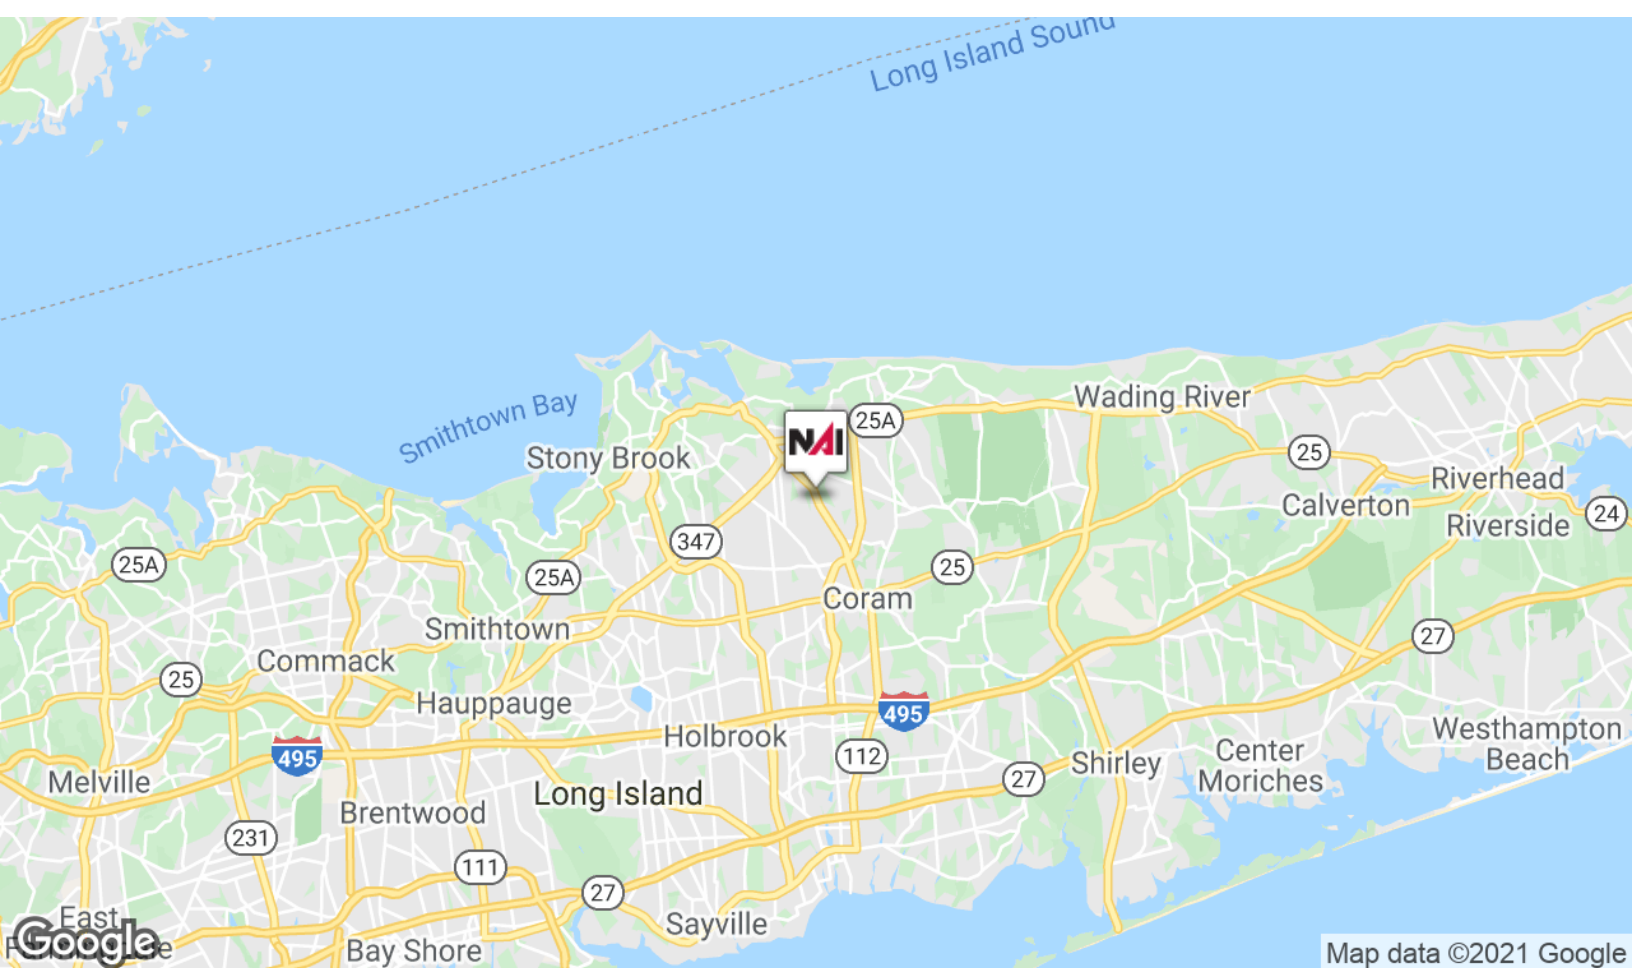 Long Island Sound
Smithtown Bay
Wading River
25A
NAI
Stony Brook
25
Riverhead
Calverton
24
Riverside
347
25A
25A
25
Coram
Smithtown
27
Commack
25
Hauppauge
495
Westhampton
Beach
Holbrook
495
112
Center
Moriches
Shirley
27
Melville
Long Island
Brentwood
231
111
27
East
Sayville
Google
Bay Shore
Map data ©2021 Google